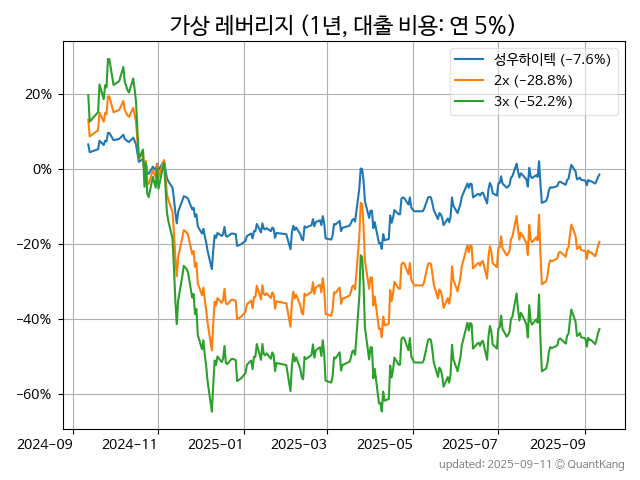 가상 레버리지 (1년, 대출 비용: 연 5%)
성우하이텍 (−7.6%)
2x (−28.8%)
3x (−52.2%)
20%
0%
−20%
−40%
−60%
2024-09 2024-11 2025-01 2025-03 2025-05 2025-07 2025-09
updated: 2025-09-11 © QuantKang